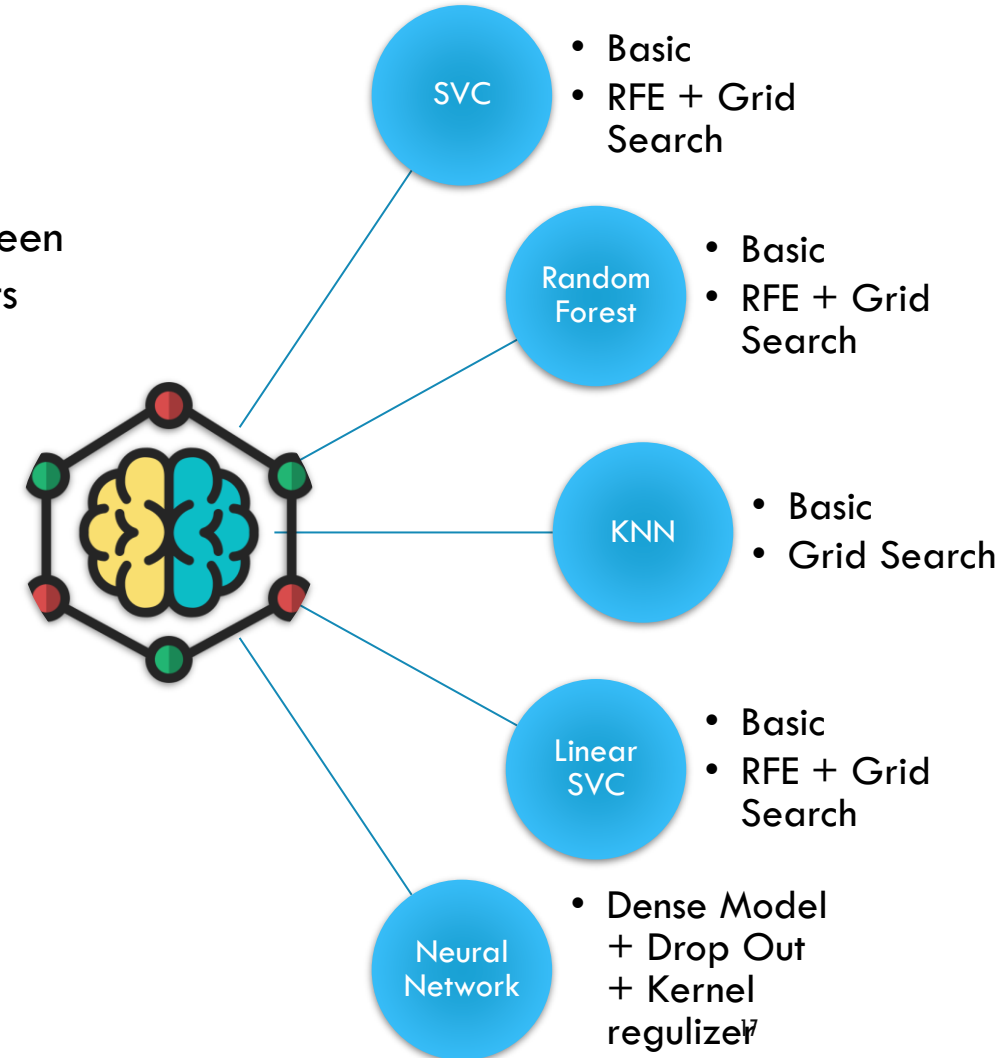 een
rs
SVC
• Basic
• RFE + Grid
Search
Random
Forest
• Basic
• RFE + Grid
Search
KNN
• Basic
• Grid Search
Linear
SVC
• Basic
• RFE + Grid
Search
Neural
Network
• Dense Model
+ Drop Out
+ Kernel
regulizer
17